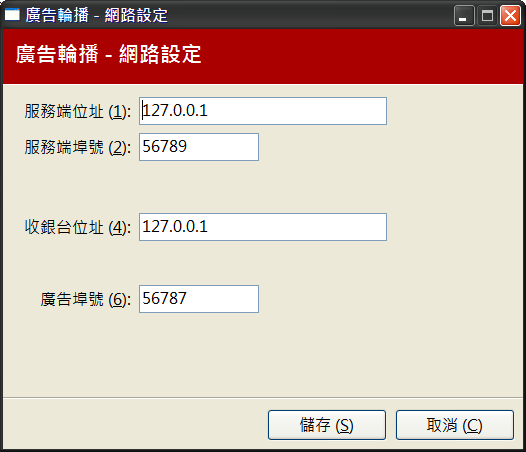 廣告輪播 - 網路設定
廣告輪播 - 網路設定
服務端位址 (1): 127.0.0.1
服務端埠號 (2): 56789
收銀台位址 (4): 127.0.0.1
廣告埠號 (6): 56787
儲存 (S) 取消 (C)